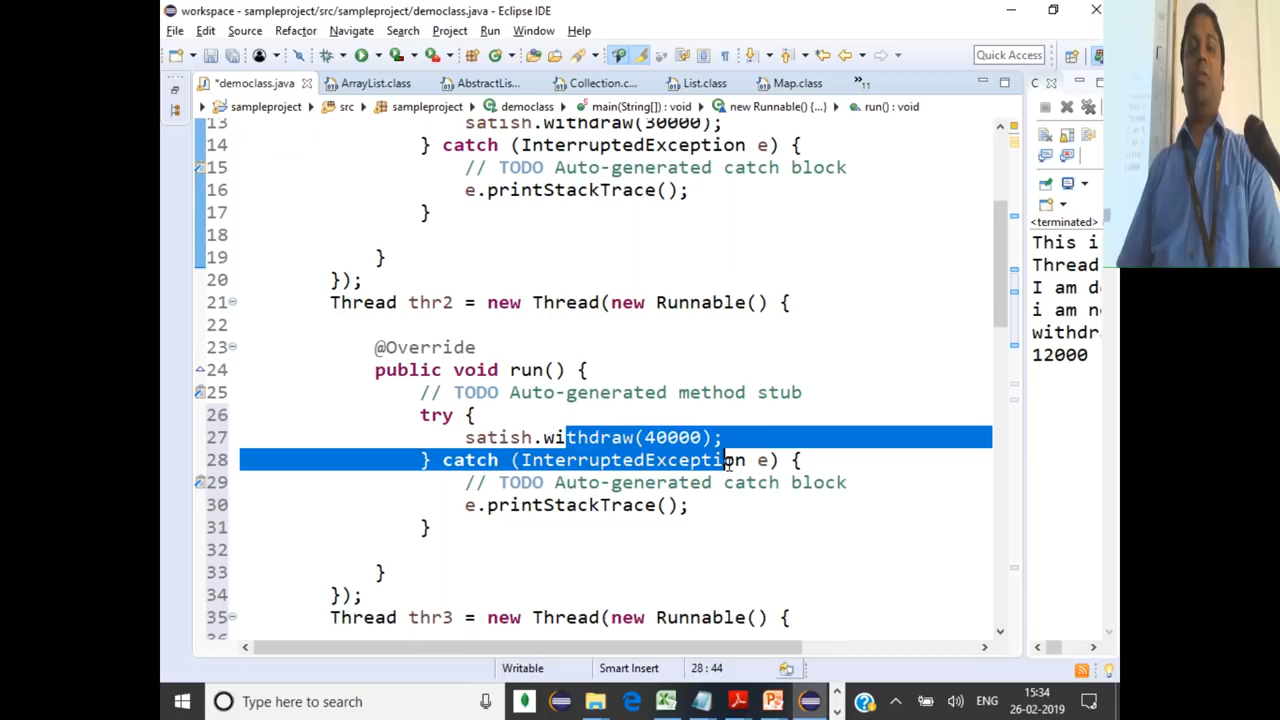 workspace - sampleproject/src/sampleproject/democlass.java - Eclipse IDE
File Edit Source Refactor Navigate Search Project Run Window Help
Quick Access
*democlass.java ArrayList.class AbstractLis... Collection.c... List.class Map.class »11
sampleproject src sampleproject democlass main(String[]) : void new Runnable() {...} run() : void
13 satish.withdraw(30000);
14 } catch (InterruptedException e) {
15 // TODO Auto-generated catch block
16 e.printStackTrace();
17 }
18
19 }
20 });
21 Thread thr2 = new Thread(new Runnable() {
22
23 @Override
24 public void run() {
25 // TODO Auto-generated method stub
26 try {
27 satish.withdraw(40000);
28 } catch (InterruptedException e) {
29 // TODO Auto-generated catch block
30 e.printStackTrace();
31 }
32
33 }
34 });
35 Thread thr3 = new Thread(new Runnable() {
36
C
<terminated>
This i
Thread
I am d
i am n
withdr
12000
Writable Smart Insert 28 : 44
Type here to search
ENG
15:34
26-02-2019